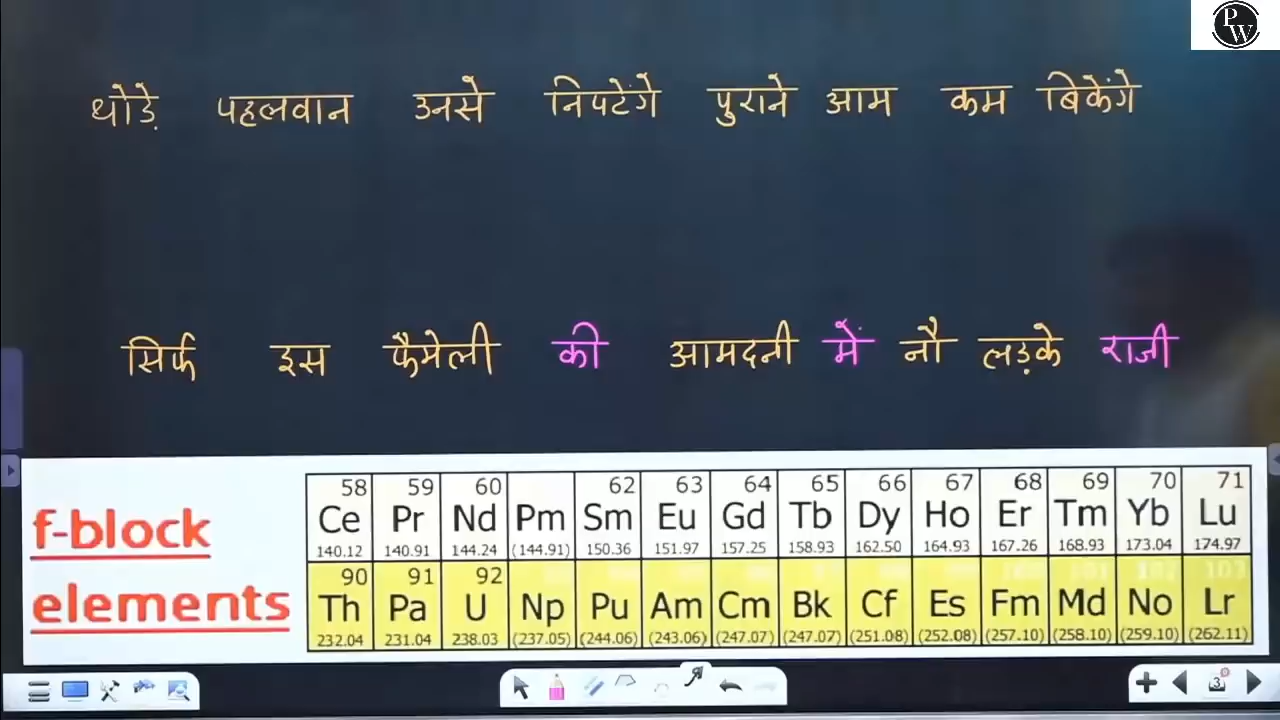 PW
थोड़े पहलवान उनसे निपटेंगे पुराने आम कम बिकेंगे
सिर्फ इस फैमेली की आमदनी में नौ लड़के राजी
f-block elements
58 59 60 62 63 64 65 66 67 68 69 70 71
Ce Pr Nd Pm Sm Eu Gd Tb Dy Ho Er Tm Yb Lu
140.12 140.91 144.24 (144.91) 150.36 151.97 157.25 158.93 162.50 164.93 167.26 168.93 173.04 174.97
90 91 92 103
Th Pa U Np Pu Am Cm Bk Cf Es Fm Md No Lr
232.04 231.04 238.03 (237.05) (244.06) (243.06) (247.07) (247.07) (251.08) (252.08) (257.10) (258.10) (259.10) (262.11)
3